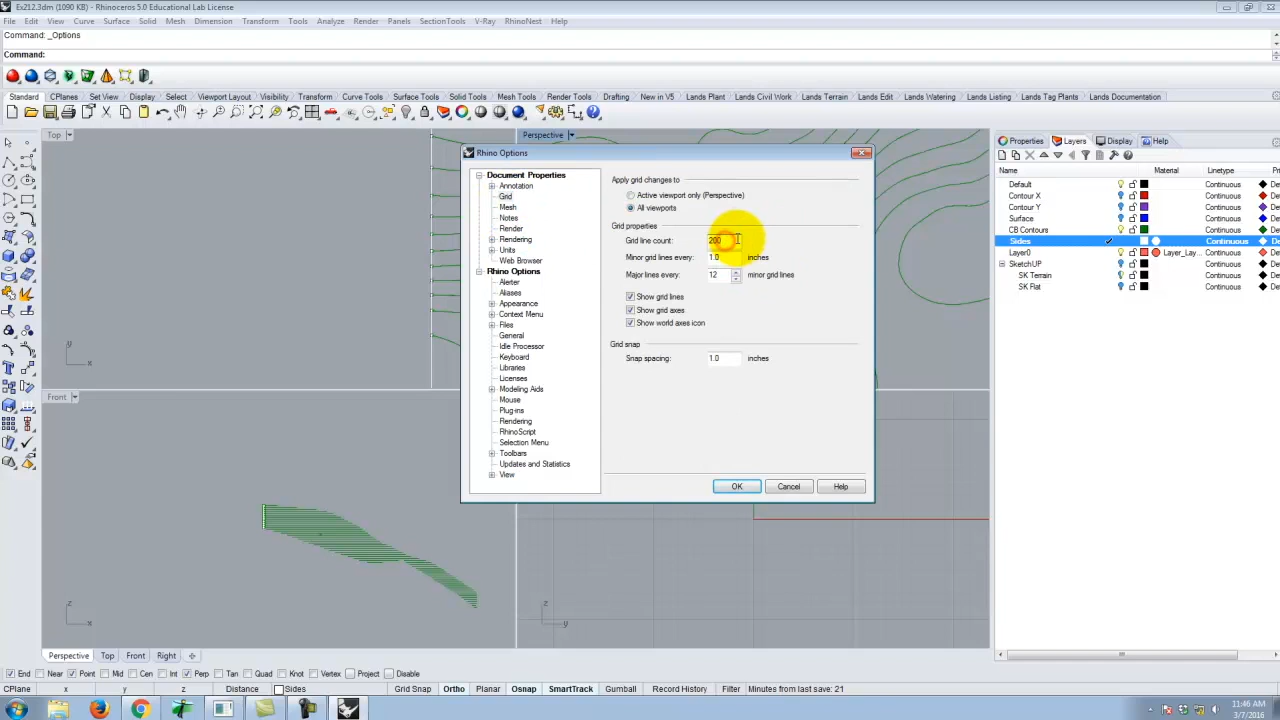 Ex212.3dm (1090 KB) - Rhinoceros 5.0 Educational Lab License
File Edit View Curve Surface Solid Mesh Dimension Transform Tools Analyze Render Panels SectionTools V-Ray RhinoNest Help
Command: _Options
Command:
Standard CPlanes Set View Display Select Viewport Layout Visibility Transform Curve Tools Surface Tools Solid Tools Mesh Tools Render Tools Drafting New in V5 Lands Plant Lands Civil Work Lands Terrain Lands Edit Lands Watering Lands Listing Lands Tag Plants Lands Documentation
Top
Perspective
Properties Layers Display Help
Name Material Linetype
Default Continuous
Contour X Continuous
Contour Y Continuous
Surface Continuous
CB Contours Continuous
Sides Continuous
Layer0 Layer_Lay... Continuous
SketchUP Continuous
SK Terrain Continuous
SK Flat Continuous
Rhino Options
Document Properties
Annotation
Grid
Mesh
Notes
Render
Rendering
Units
Web Browser
Rhino Options
Alerter
Aliases
Appearance
Context Menu
Files
General
Idle Processor
Keyboard
Libraries
Licenses
Modeling Aids
Mouse
Plug-ins
Rendering
RhinoScript
Selection Menu
Toolbars
Updates and Statistics
View
Apply grid changes to
Active viewport only (Perspective)
All viewports
Grid properties
Grid line count: 200
Minor grid lines every: 1.0 inches
Major lines every: 12 minor grid lines
Show grid lines
Show grid axes
Show world axes icon
Grid snap
Snap spacing: 1.0 inches
OK Cancel Help
y
x
Front
z
x
z
y
Perspective Top Front Right
End Near Point Mid Cen Int Perp Tan Quad Knot Vertex Project Disable
CPlane x y z Distance Sides Grid Snap Ortho Planar Osnap SmartTrack Gumball Record History Filter Minutes from last save: 21
11:46 AM
3/7/2016